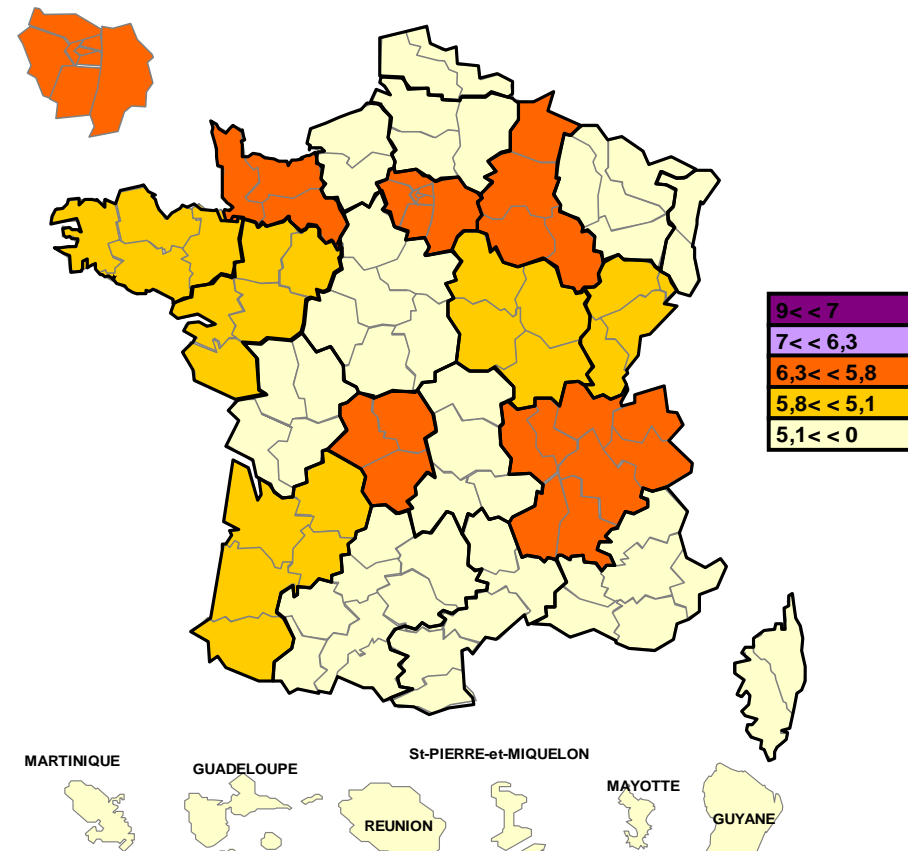 9< < 7
7< < 6,3
6,3< < 5,8
5,8< < 5,1
5,1< < 0
St-PIERRE-et-MIQUELON
MARTINIQUE
GUADELOUPE
MAYOTTE
REUNION
GUYANE